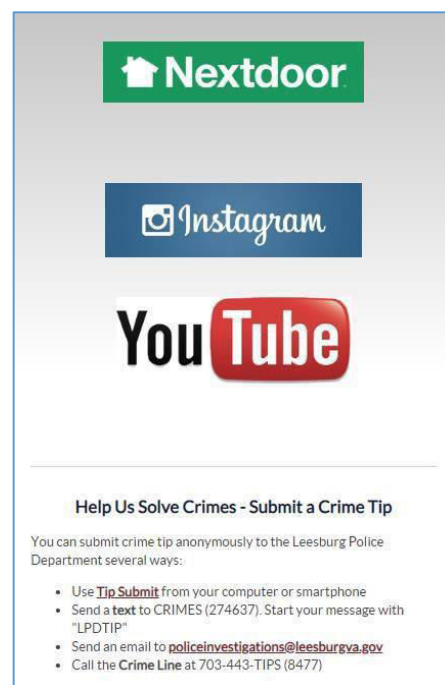 Nextdoor
Instagram
YouTube
Help Us Solve Crimes - Submit a Crime Tip
You can submit crime tip anonymously to the Leesburg Police
Department several ways:
• Use Tip Submit from your computer or smartphone
• Send a text to CRIMES (274637). Start your message with
"LPDTIP"
• Send an email to policeinvestigations@leesburgva.gov
• Call the Crime Line at 703-443-TIPS (8477)